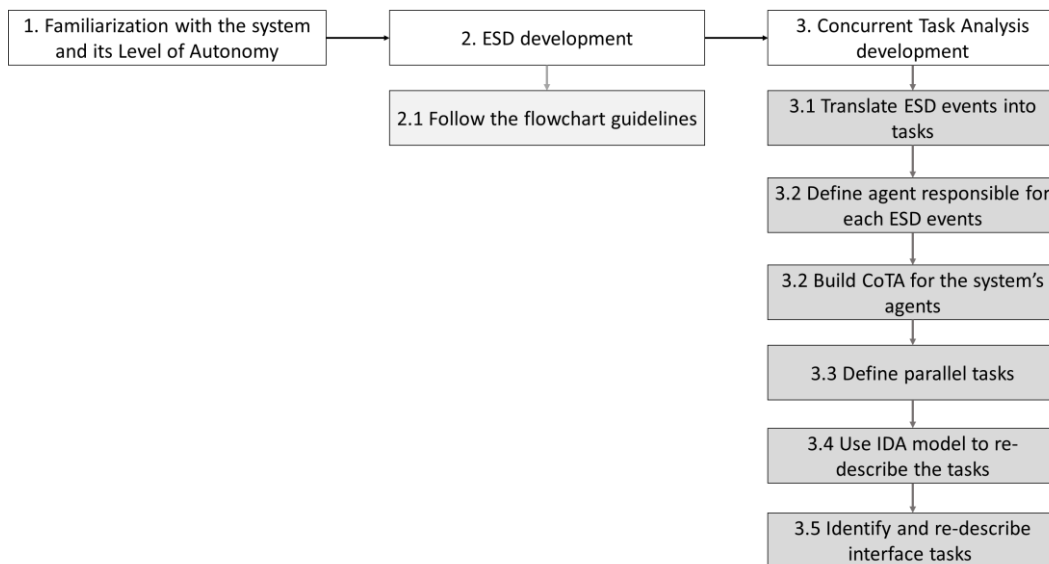 1. Familiarization with the system
and its Level of Autonomy
2. ESD development
3. Concurrent Task Analysis
development
2.1 Follow the flowchart guidelines
3.1 Translate ESD events into
tasks
3.2 Define agent responsible for
each ESD events
3.2 Build CoTA for the system’s
agents
3.3 Define parallel tasks
3.4 Use IDA model to re-
describe the tasks
3.5 Identify and re-describe
interface tasks